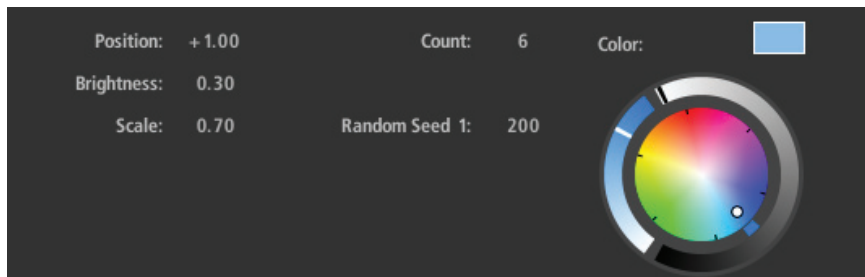 Position: +1.00 Count: 6 Color:
Brightness: 0.30
Scale: 0.70 Random Seed 1: 200